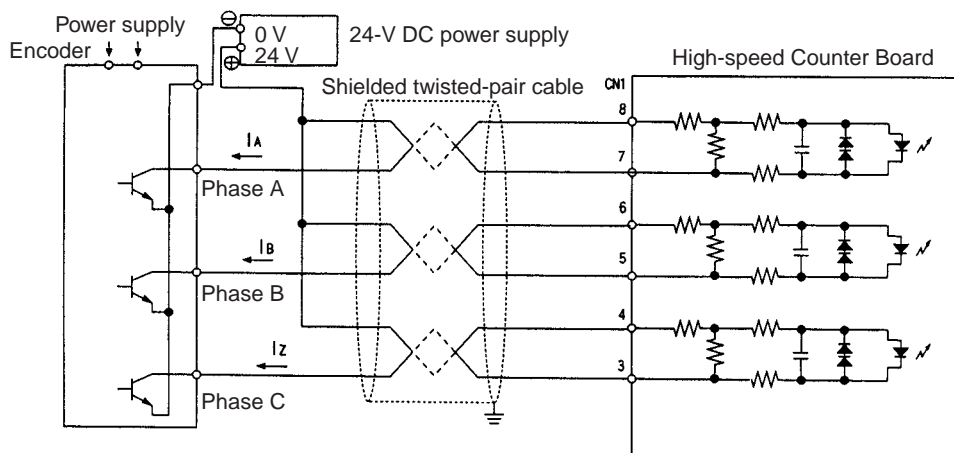 Power supply
Encoder
⊖
0 V
24 V
⊕
24-V DC power supply
High-speed Counter Board
Shielded twisted-pair cable
CN1
8
IA
7
Phase A
6
IB
5
Phase B
4
IZ
3
Phase C